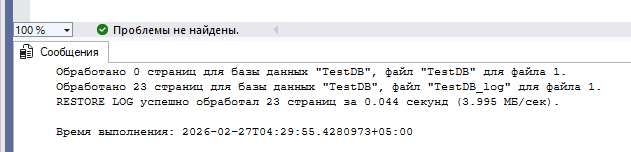 100 %
Проблемы не найдены.
Сообщения
Обработано 0 страниц для базы данных "TestDB", файл "TestDB" для файла 1.
Обработано 23 страниц для базы данных "TestDB", файл "TestDB_log" для файла 1.
RESTORE LOG успешно обработал 23 страниц за 0.044 секунд (3.995 МБ/сек).
Время выполнения: 2026-02-27T04:29:55.4280973+05:00